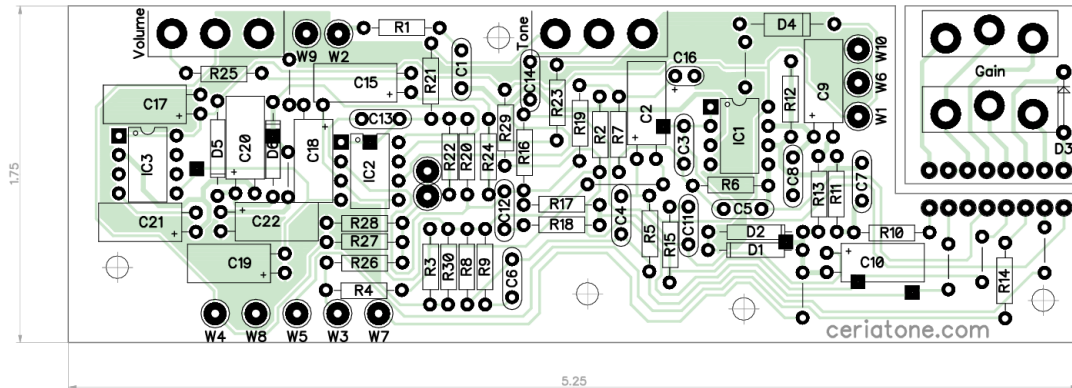 Volume
W9
W2
R1
Tone
D4
W10
W6
W1
Gain
D3
R25
C15
R21
C1
C14
R23
C16
C2
R12
C9
C17
C13
R29
R19
R2
R7
IC1
IC3
D5
C20
D6
C18
IC2
R22
R20
R24
R16
C3
R6
C8
R13
R11
C7
C21
C22
R28
R27
R26
C12
R17
R18
C4
R5
R15
C11
C5
D2
D1
R10
C19
R4
R3
R30
R8
R9
C6
C10
R14
W4
W8
W5
W3
W7
ceriatone.com
1.75
5.25
+
+
+
+
+
+
+
+
+
+